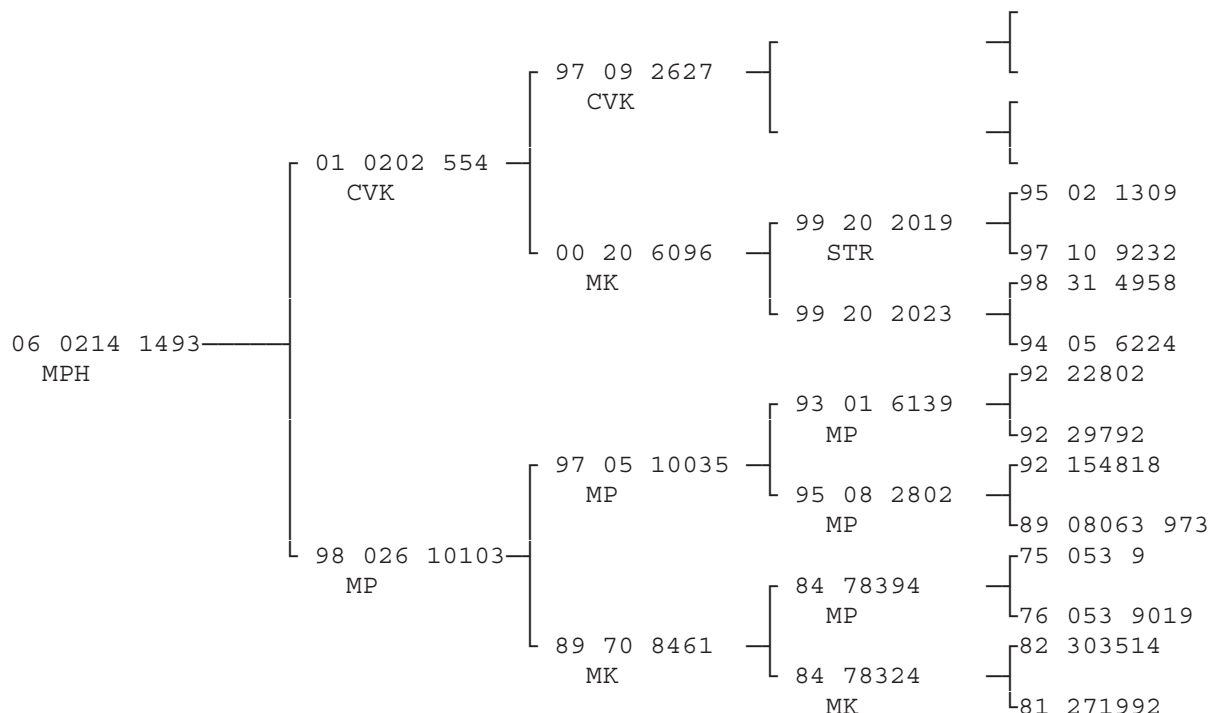 97 09 2627
CVK
01 0202 554
CVK
95 02 1309
99 20 2019
STR
00 20 6096
MK
97 10 9232
98 31 4958
99 20 2023
06 0214 1493
MPH
94 05 6224
92 22802
93 01 6139
MP
92 29792
97 05 10035
MP
92 154818
95 08 2802
MP
89 08063 973
98 026 10103
MP
75 053 9
84 78394
MP
76 053 9019
89 70 8461
MK
82 303514
84 78324
MK
81 271992